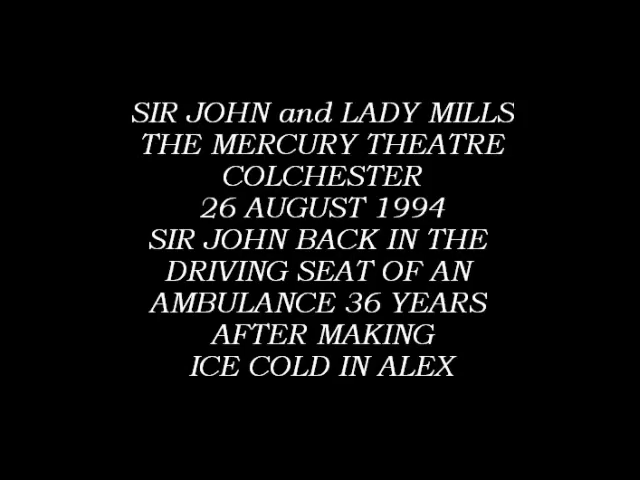 SIR JOHN and LADY MILLS
THE MERCURY THEATRE
COLCHESTER
26 AUGUST 1994
SIR JOHN BACK IN THE
DRIVING SEAT OF AN
AMBULANCE 36 YEARS
AFTER MAKING
ICE COLD IN ALEX